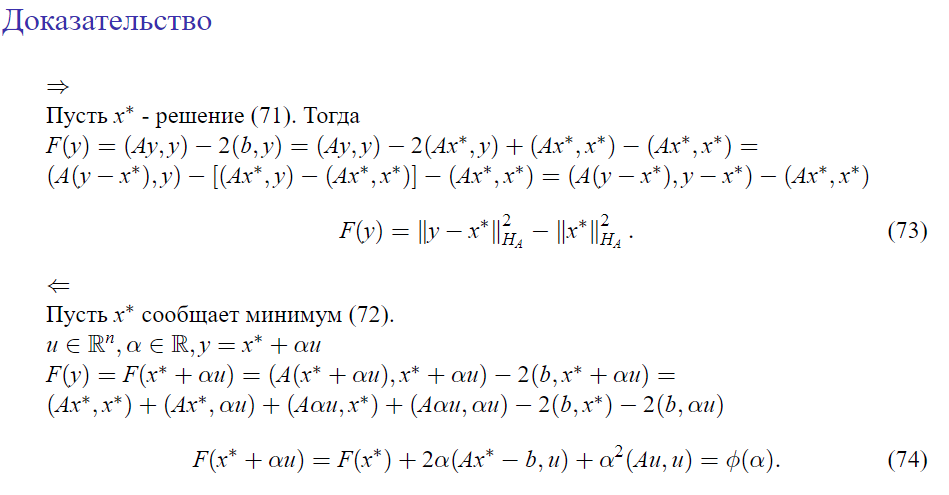 Доказательство
⇒
Пусть x* - решение (71). Тогда
F(y) = (Ay, y) − 2(b, y) = (Ay, y) − 2(Ax*, y) + (Ax*, x*) − (Ax*, x*) =
(A(y − x*), y) − [(Ax*, y) − (Ax*, x*)] − (Ax*, x*) = (A(y − x*), y − x*) − (Ax*, x*)
F(y) = ‖y − x*‖²_{H_A} − ‖x*‖²_{H_A} . (73)
⇐
Пусть x* сообщает минимум (72).
u ∈ ℝⁿ, α ∈ ℝ, y = x* + αu
F(y) = F(x* + αu) = (A(x* + αu), x* + αu) − 2(b, x* + αu) =
(Ax*, x*) + (Ax*, αu) + (Aαu, x*) + (Aαu, αu) − 2(b, x*) − 2(b, αu)
F(x* + αu) = F(x*) + 2α(Ax* − b, u) + α²(Au, u) = ϕ(α). (74)